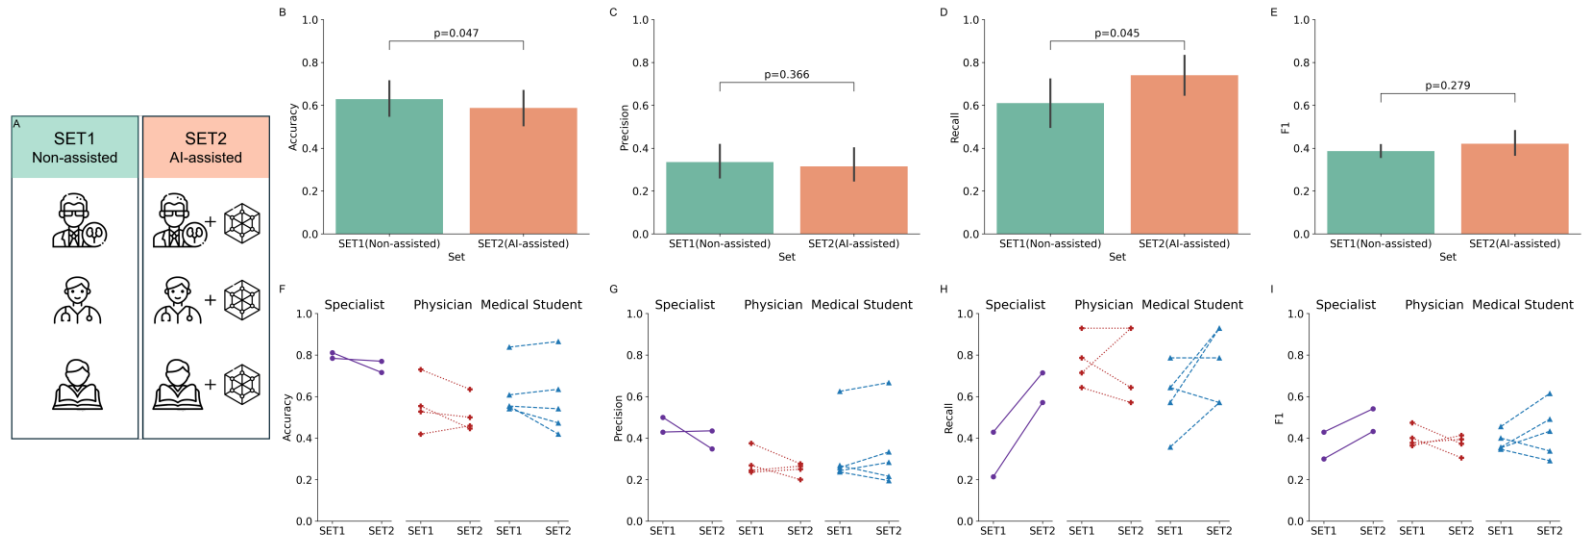 A
SET1
Non-assisted
SET2
AI-assisted
+
+
+
B
1.0
0.8
0.6
0.4
0.2
0.0
Accuracy
p=0.047
SET1(Non-assisted)
SET2(AI-assisted)
Set
C
1.0
0.8
0.6
0.4
0.2
0.0
Precision
p=0.366
SET1(Non-assisted)
SET2(AI-assisted)
Set
D
1.0
0.8
0.6
0.4
0.2
0.0
Recall
p=0.045
SET1(Non-assisted)
SET2(AI-assisted)
Set
E
1.0
0.8
0.6
0.4
0.2
0.0
F1
p=0.279
SET1(Non-assisted)
SET2(AI-assisted)
Set
F
Specialist
Physician
Medical Student
1.0
0.8
0.6
0.4
0.2
0.0
Accuracy
SET1
SET2
SET1
SET2
SET1
SET2
G
Specialist
Physician
Medical Student
1.0
0.8
0.6
0.4
0.2
0.0
Precision
SET1
SET2
SET1
SET2
SET1
SET2
H
Specialist
Physician
Medical Student
1.0
0.8
0.6
0.4
0.2
0.0
Recall
SET1
SET2
SET1
SET2
SET1
SET2
I
Specialist
Physician
Medical Student
1.0
0.8
0.6
0.4
0.2
0.0
F1
SET1
SET2
SET1
SET2
SET1
SET2